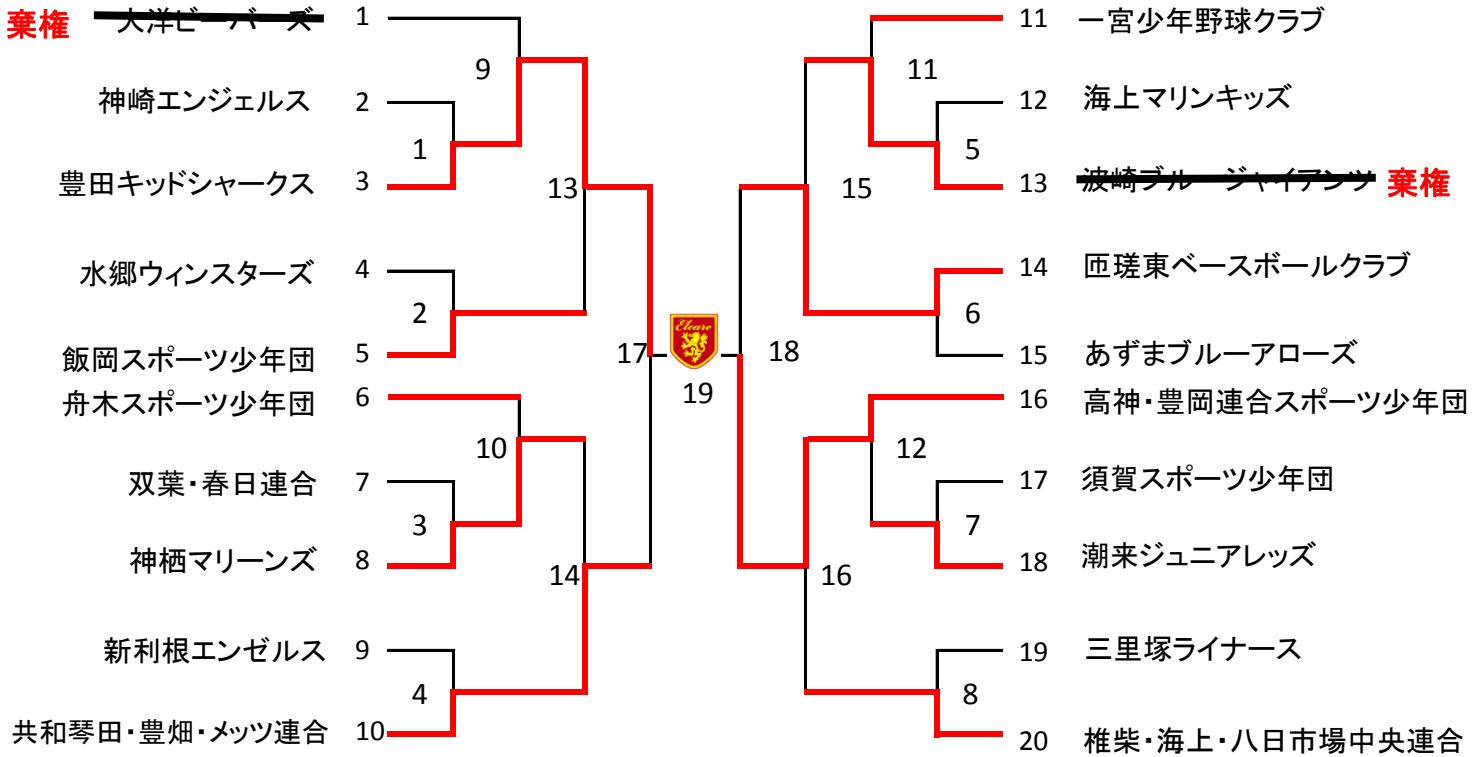 棄権 大洋ビーバーズ 1
神崎エンジェルス 2
豊田キッドシャークス 3
水郷ウィンスターズ 4
飯岡スポーツ少年団 5
舟木スポーツ少年団 6
双葉・春日連合 7
神栖マリーンズ 8
新利根エンゼルス 9
共和琴田・豊畑・メッツ連合 10
9
1
13
2
17
10
3
14
4
Elcare
19
11
5
15
6
18
12
7
16
8
11 一宮少年野球クラブ
12 海上マリンキッズ
13 波崎ブルージャイアンツ 棄権
14 匝瑳東ベースボールクラブ
15 あずまブルーアローズ
16 高神・豊岡連合スポーツ少年団
17 須賀スポーツ少年団
18 潮来ジュニアレッズ
19 三里塚ライナース
20 椎柴・海上・八日市場中央連合